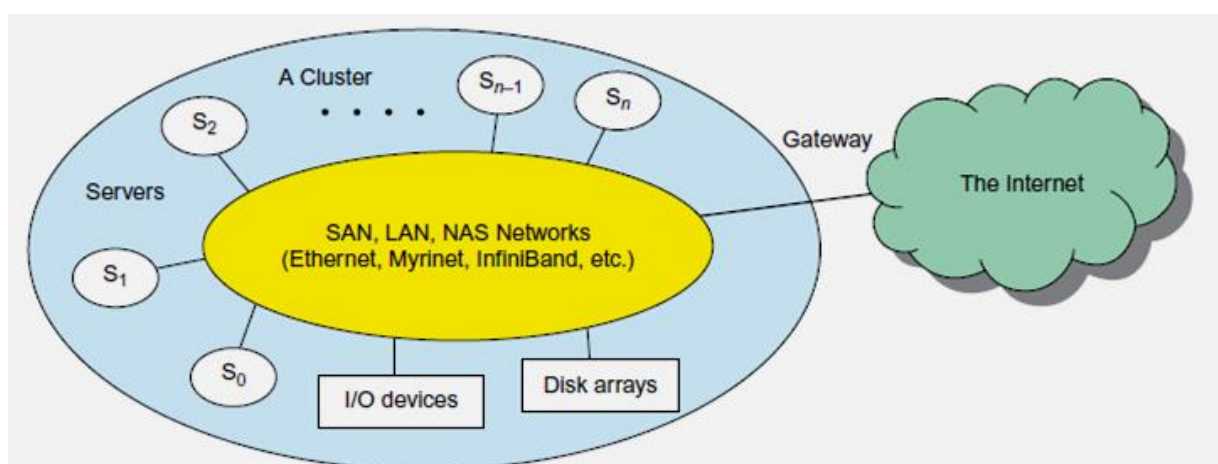 A Cluster
S₀
S₁
S₂
• • • •
Sₙ₋₁
Sₙ
Servers
SAN, LAN, NAS Networks
(Ethernet, Myrinet, InfiniBand, etc.)
I/O devices
Disk arrays
Gateway
The Internet